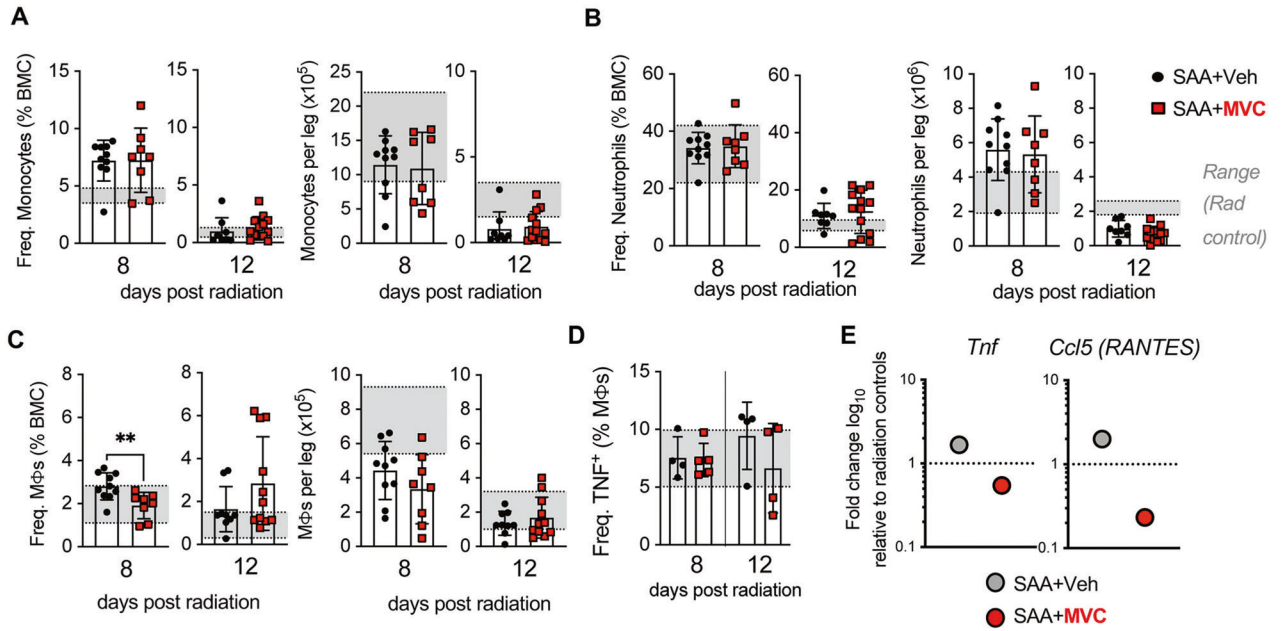 A
Freq. Monocytes (% BMC)
15
10
5
0
8
15
10
5
0
12
days post radiation
Monocytes per leg (x10⁵)
25
20
15
10
5
0
8
10
5
0
12
days post radiation
B
Freq. Neutrophils (% BMC)
60
40
20
0
8
60
40
20
0
12
days post radiation
Neutrophils per leg (x10⁶)
10
8
6
4
2
0
8
10
8
6
4
2
0
12
days post radiation
SAA+Veh
SAA+MVC
Range
(Rad
control)
C
Freq. MΦs (% BMC)
8
6
4
2
0
**
8
8
6
4
2
0
12
days post radiation
MΦs per leg (x10⁵)
10
8
6
4
2
0
8
10
8
6
4
2
0
12
days post radiation
D
Freq. TNF⁺ (% MΦs)
15
10
5
0
8
12
days post radiation
E
Fold change log₁₀
relative to radiation controls
Tnf
10
1
0.1
Ccl5 (RANTES)
10
1
0.1
SAA+Veh
SAA+MVC